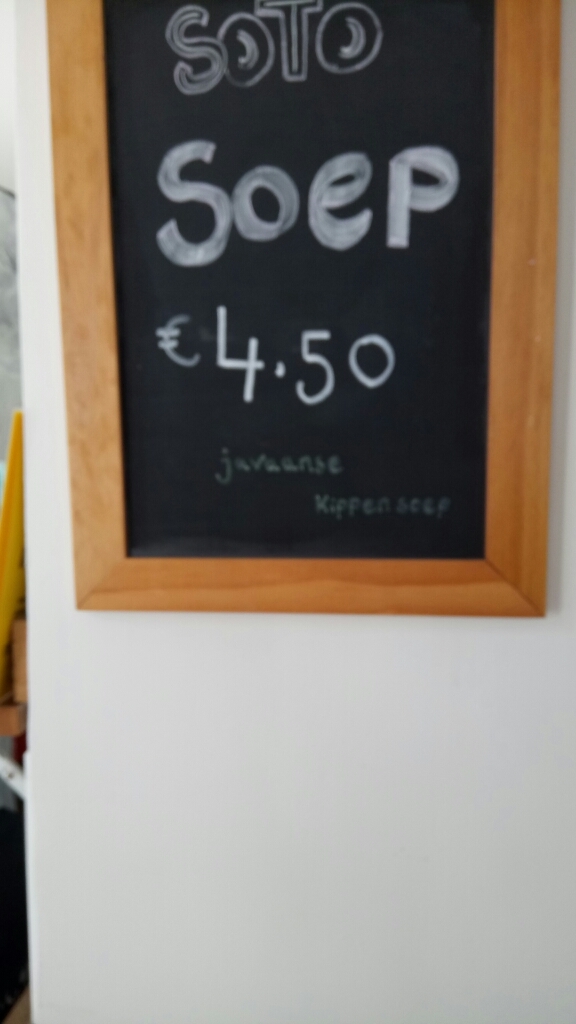 SOTO
Soep
€ 4.50
javaanse
Kippensoep